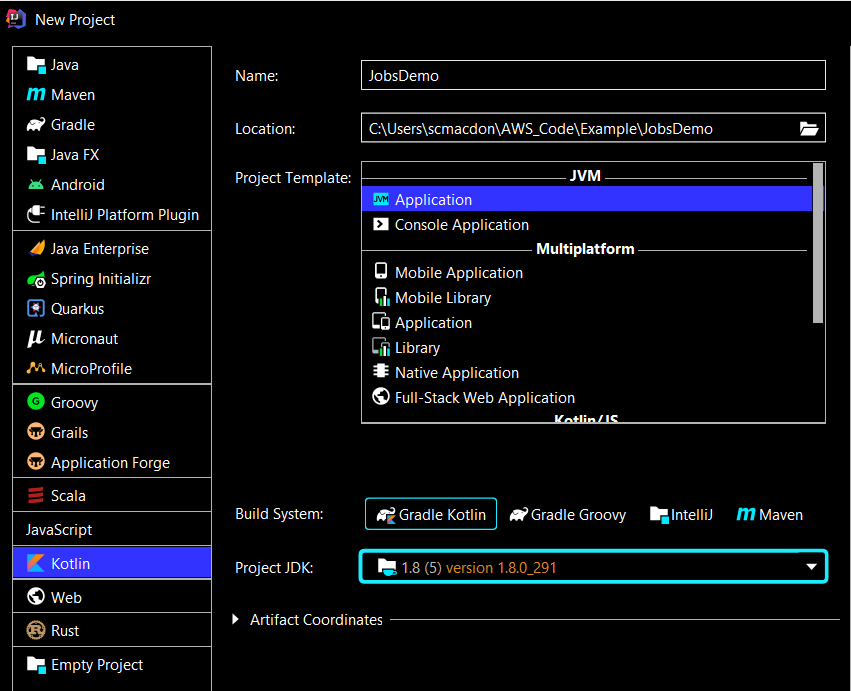 New Project
Java
Maven
Gradle
Java FX
Android
IntelliJ Platform Plugin
Java Enterprise
Spring Initializr
Quarkus
Micronaut
MicroProfile
Groovy
Grails
Application Forge
Scala
JavaScript
Kotlin
Web
Rust
Empty Project
Name: JobsDemo
Location: C:\Users\scmacdon\AWS_Code\Example\JobsDemo
Project Template:
JVM
Application
Console Application
Multiplatform
Mobile Application
Mobile Library
Application
Library
Native Application
Full-Stack Web Application
Kotlin/JS
Build System: Gradle Kotlin Gradle Groovy IntelliJ Maven
Project JDK: 1.8 (5) version 1.8.0_291
Artifact Coordinates